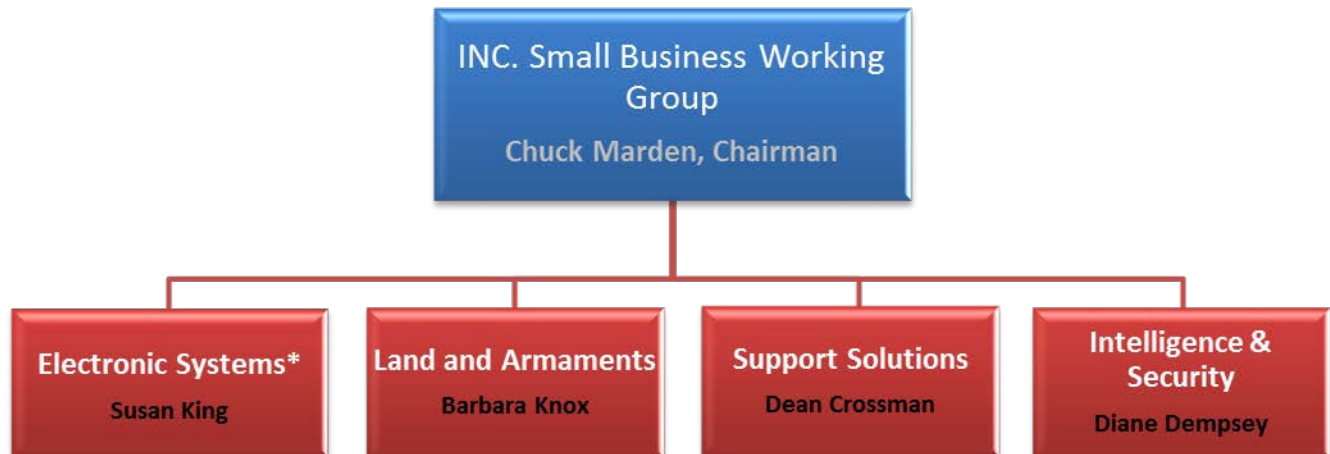 INC. Small Business Working
Group
Chuck Marden, Chairman
Electronic Systems*
Susan King
Land and Armaments
Barbara Knox
Support Solutions
Dean Crossman
Intelligence &
Security
Diane Dempsey